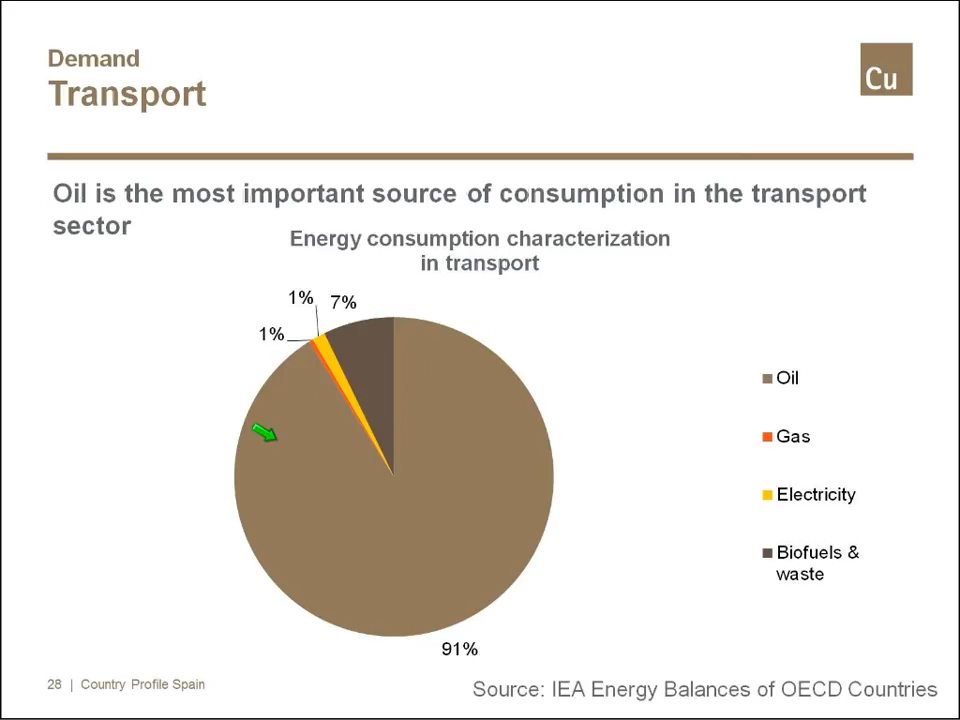 Demand
Transport
Cu
Oil is the most important source of consumption in the transport
sector
Energy consumption characterization
in transport
1%
7%
1%
Oil
Gas
Electricity
Biofuels &
waste
91%
28 | Country Profile Spain
Source: IEA Energy Balances of OECD Countries